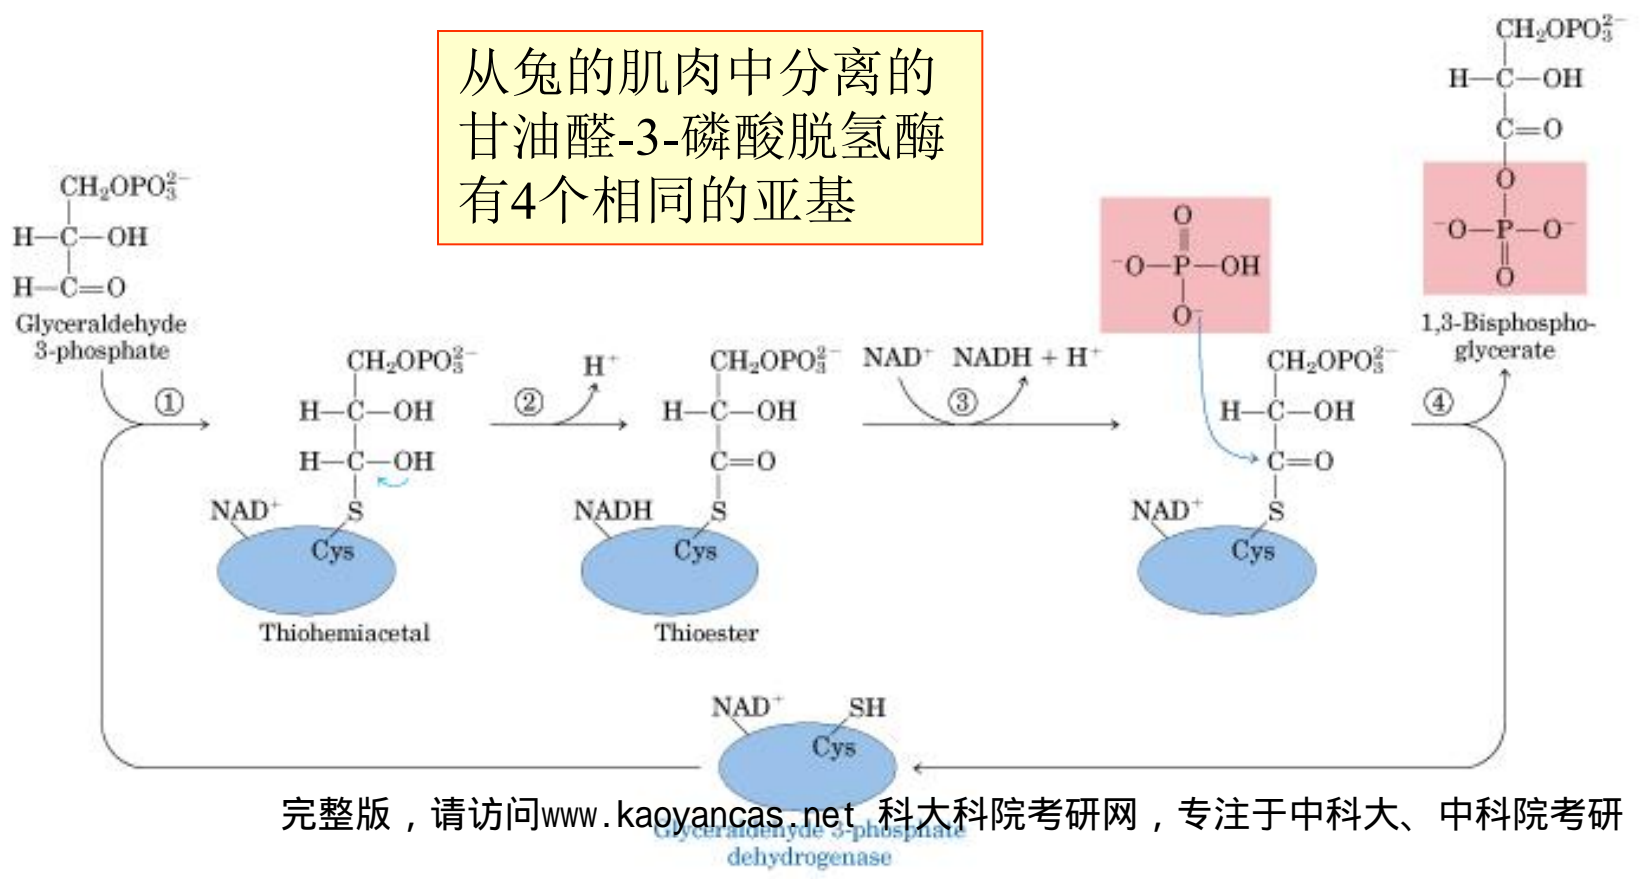 从兔的肌肉中分离的
甘油醛-3-磷酸脱氢酶
有4个相同的亚基
CH₂OPO₃²⁻
H—C—OH
H—C=O
Glyceraldehyde
3-phosphate
①
CH₂OPO₃²⁻
H—C—OH
H—C—OH
S
NAD⁺
Cys
Thiohemiacetal
②
H⁺
CH₂OPO₃²⁻
H—C—OH
C=O
S
NADH
Cys
Thioester
NAD⁺ NADH + H⁺
③
O
⁻O—P—OH
O⁻
CH₂OPO₃²⁻
H—C—OH
C=O
S
NAD⁺
Cys
④
CH₂OPO₃²⁻
H—C—OH
C=O
O
⁻O—P—O⁻
O
1,3-Bisphospho-
glycerate
NAD⁺
SH
Cys
完整版，请访问www.kaoyancas.net 科大科院考研网，专注于中科大、中科院考研
Glyceraldehyde 3-phosphate
dehydrogenase